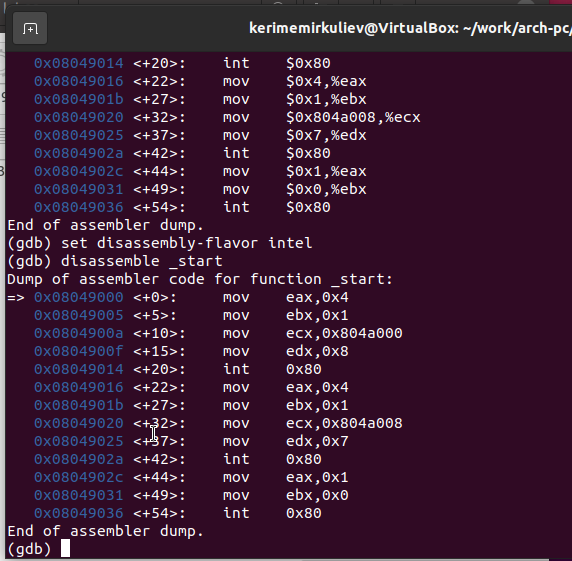 kerimemirkuliev@VirtualBox: ~/work/arch-pc/
0x08049014 <+20>: int $0x80
0x08049016 <+22>: mov $0x4,%eax
0x0804901b <+27>: mov $0x1,%ebx
0x08049020 <+32>: mov $0x804a008,%ecx
0x08049025 <+37>: mov $0x7,%edx
0x0804902a <+42>: int $0x80
0x0804902c <+44>: mov $0x1,%eax
0x08049031 <+49>: mov $0x0,%ebx
0x08049036 <+54>: int $0x80
End of assembler dump.
(gdb) set disassembly-flavor intel
(gdb) disassemble _start
Dump of assembler code for function _start:
=> 0x08049000 <+0>: mov eax,0x4
0x08049005 <+5>: mov ebx,0x1
0x0804900a <+10>: mov ecx,0x804a000
0x0804900f <+15>: mov edx,0x8
0x08049014 <+20>: int 0x80
0x08049016 <+22>: mov eax,0x4
0x0804901b <+27>: mov ebx,0x1
0x08049020 <+32>: mov ecx,0x804a008
0x08049025 <+37>: mov edx,0x7
0x0804902a <+42>: int 0x80
0x0804902c <+44>: mov eax,0x1
0x08049031 <+49>: mov ebx,0x0
0x08049036 <+54>: int 0x80
End of assembler dump.
(gdb)